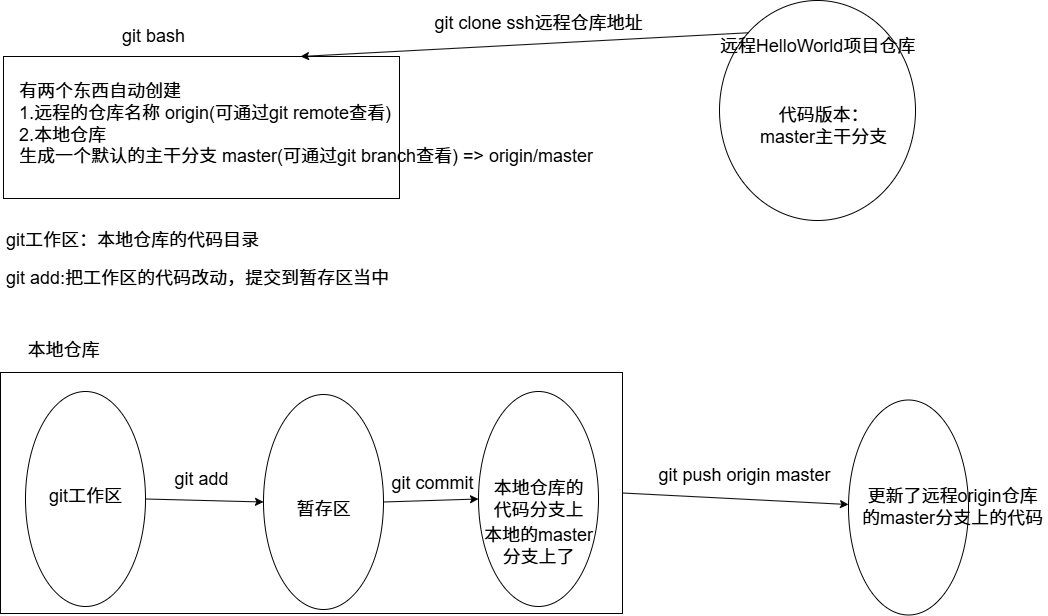 git bash
git clone ssh远程仓库地址
远程HelloWorld项目仓库
代码版本：
master主干分支
有两个东西自动创建
1.远程的仓库名称 origin(可通过git remote查看)
2.本地仓库
生成一个默认的主干分支 master(可通过git branch查看) => origin/master
git工作区：本地仓库的代码目录
git add:把工作区的代码改动，提交到暂存区当中
本地仓库
git工作区
git add
暂存区
git commit
本地仓库的
代码分支上
本地的master
分支上了
git push origin master
更新了远程origin仓库
的master分支上的代码